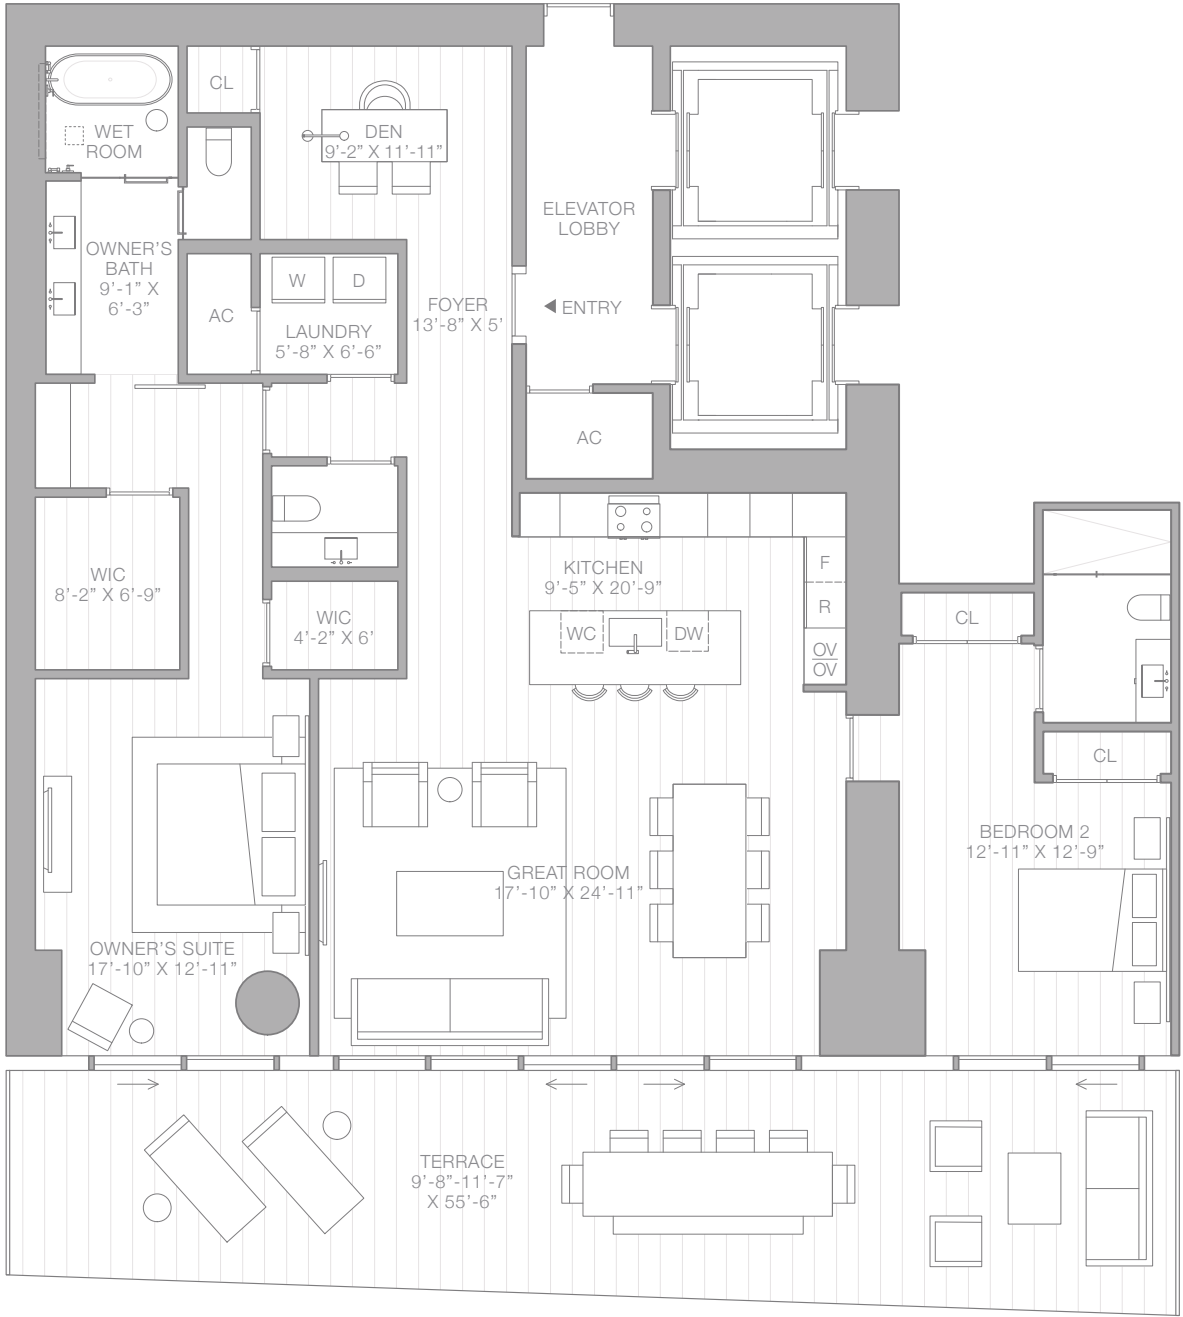 CL
WET
ROOM
DEN
9'-2" X 11'-11"
ELEVATOR
LOBBY
OWNER'S
BATH
9'-1" X
6'-3"
W
D
AC
LAUNDRY
5'-8" X 6'-6"
FOYER
13'-8" X 5'
ENTRY
AC
WIC
8'-2" X 6'-9"
WIC
4'-2" X 6'
KITCHEN
9'-5" X 20'-9"
F
R
WC
DW
OV
OV
CL
CL
BEDROOM 2
12'-11" X 12'-9"
GREAT ROOM
17'-10" X 24'-11"
OWNER'S SUITE
17'-10" X 12'-11"
TERRACE
9'-8"-11'-7"
X 55'-6"